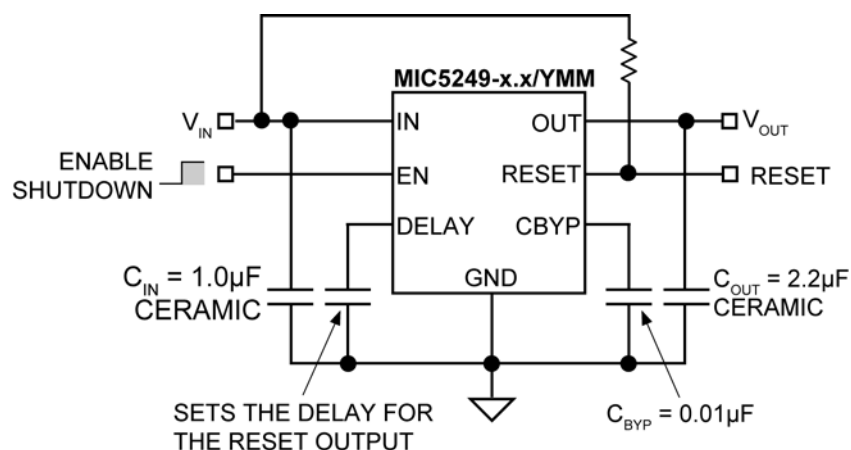 MIC5249-x.x/YMM
V_IN
IN
OUT
V_OUT
ENABLE
SHUTDOWN
EN
RESET
RESET
DELAY
CBYP
GND
C_IN = 1.0µF
CERAMIC
C_OUT = 2.2µF
CERAMIC
SETS THE DELAY FOR
THE RESET OUTPUT
C_BYP = 0.01µF